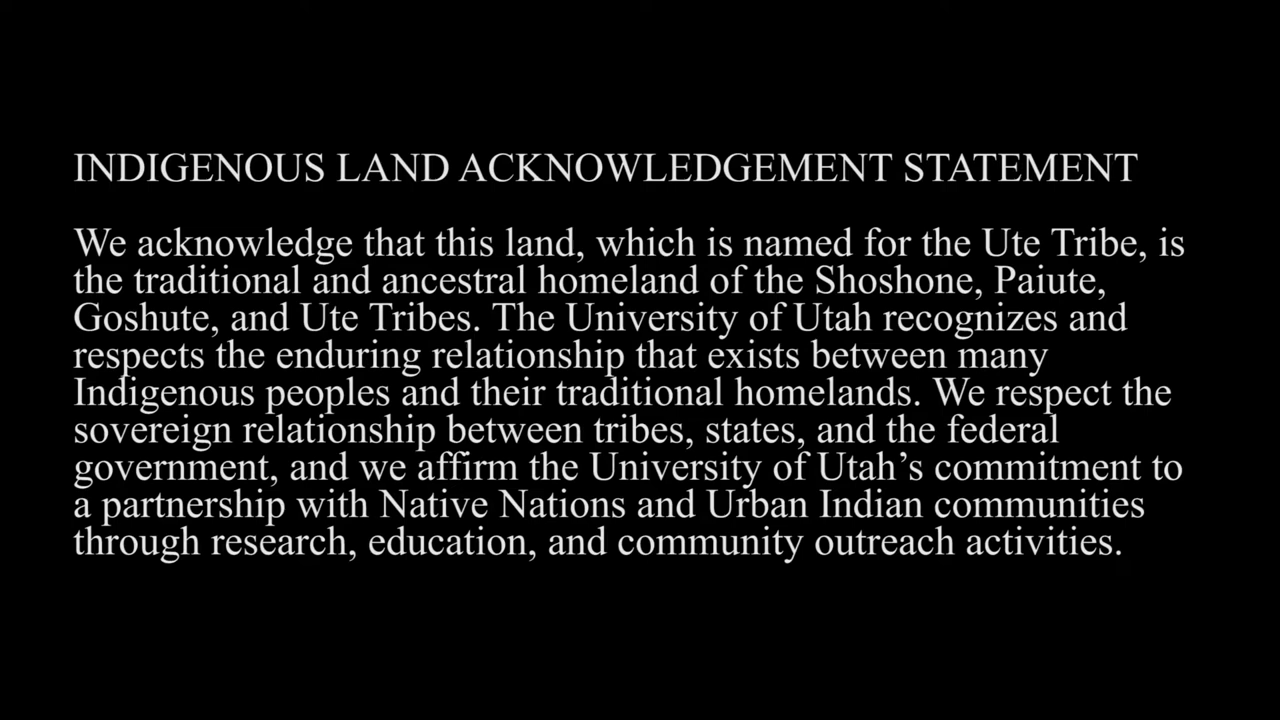 INDIGENOUS LAND ACKNOWLEDGEMENT STATEMENT
We acknowledge that this land, which is named for the Ute Tribe, is
the traditional and ancestral homeland of the Shoshone, Paiute,
Goshute, and Ute Tribes. The University of Utah recognizes and
respects the enduring relationship that exists between many
Indigenous peoples and their traditional homelands. We respect the
sovereign relationship between tribes, states, and the federal
government, and we affirm the University of Utah’s commitment to
a partnership with Native Nations and Urban Indian communities
through research, education, and community outreach activities.